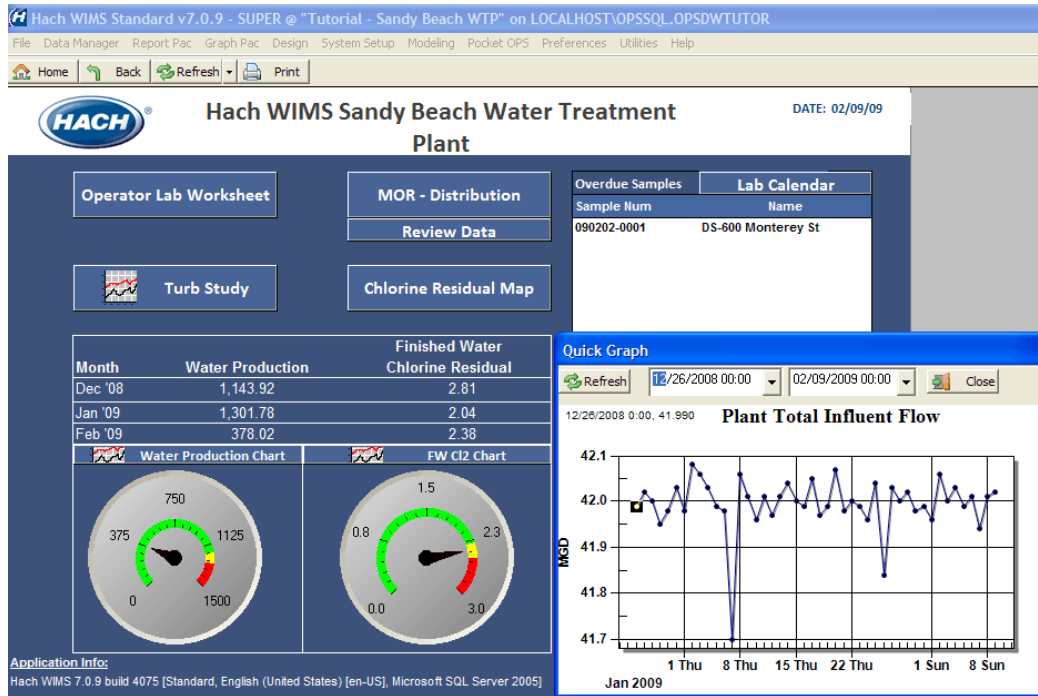 Hach WIMS Standard v7.0.9 - SUPER @ "Tutorial - Sandy Beach WTP" on LOCALHOST\OPSSQL.OPSDWTUTOR
File Data Manager Report Pac Graph Pac Design System Setup Modeling Pocket OPS Preferences Utilities Help
Home Back Refresh Print
HACH®
Hach WIMS Sandy Beach Water Treatment
Plant
DATE: 02/09/09
Operator Lab Worksheet
MOR - Distribution
Review Data
Turb Study
Chlorine Residual Map
Overdue Samples Lab Calendar
Sample Num Name
090202-0001 DS-600 Monterey St
Finished Water
Month Water Production Chlorine Residual
Dec '08 1,143.92 2.81
Jan '09 1,301.78 2.04
Feb '09 378.02 2.38
Water Production Chart FW Cl2 Chart
750
375 1125
0 1500
1.5
0.8 2.3
0.0 3.0
Application Info:
Hach WIMS 7.0.9 build 4075 [Standard, English (United States) [en-US], Microsoft SQL Server 2005]
Quick Graph
Refresh 12/26/2008 00:00 02/09/2009 00:00 Close
12/26/2008 0:00, 41.990 Plant Total Influent Flow
42.1
42.0
41.9
41.8
41.7
MGD
1 Thu 8 Thu 15 Thu 22 Thu 1 Sun 8 Sun
Jan 2009